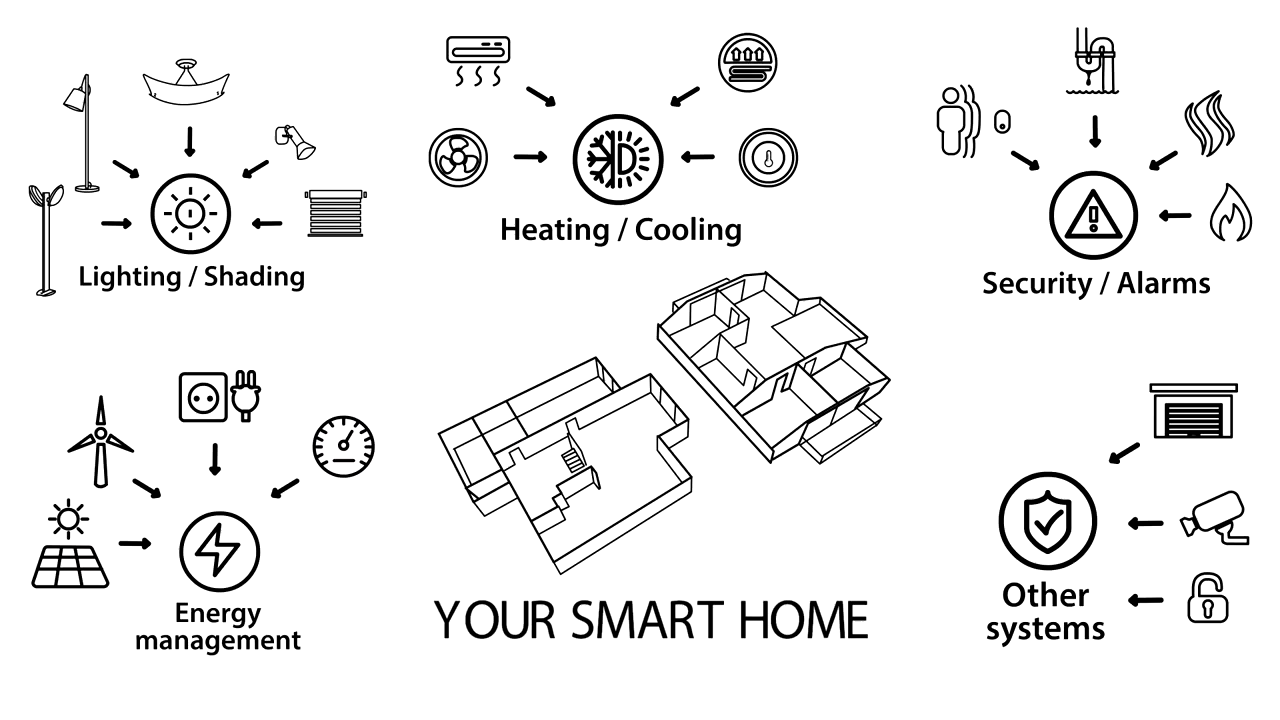 Heating / Cooling
Lighting / Shading
Security / Alarms
Energy
management
YOUR SMART HOME
Other
systems